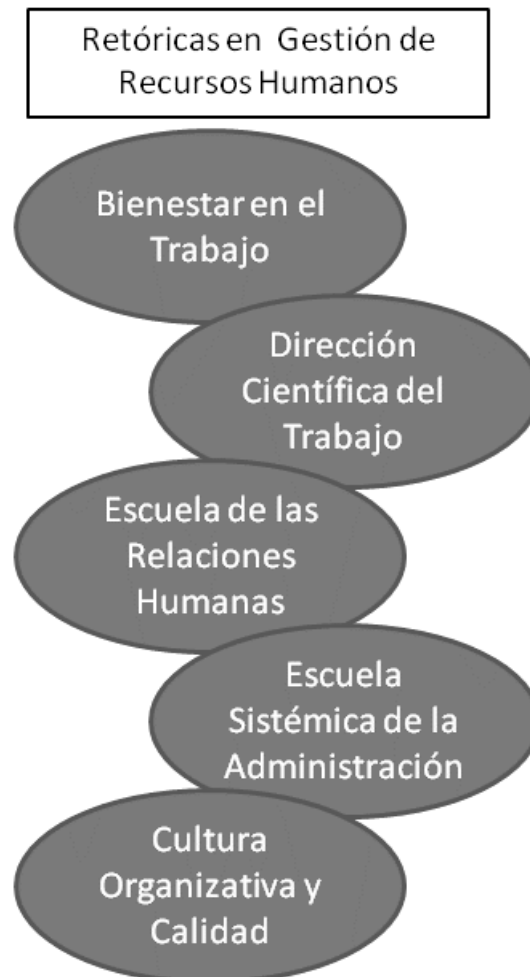 Retóricas en Gestión de
Recursos Humanos
Bienestar en el
Trabajo
Dirección
Científica del
Trabajo
Escuela de las
Relaciones
Humanas
Escuela
Sistémica de la
Administración
Cultura
Organizativa y
Calidad